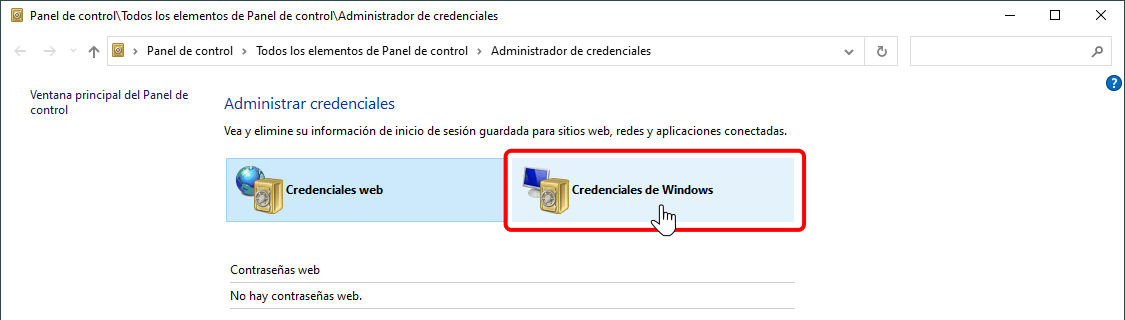 Panel de control\Todos los elementos de Panel de control\Administrador de credenciales
Panel de control > Todos los elementos de Panel de control > Administrador de credenciales
Ventana principal del Panel de
control
Administrar credenciales
Vea y elimine su información de inicio de sesión guardada para sitios web, redes y aplicaciones conectadas.
Credenciales web
Credenciales de Windows
Contraseñas web
No hay contraseñas web.